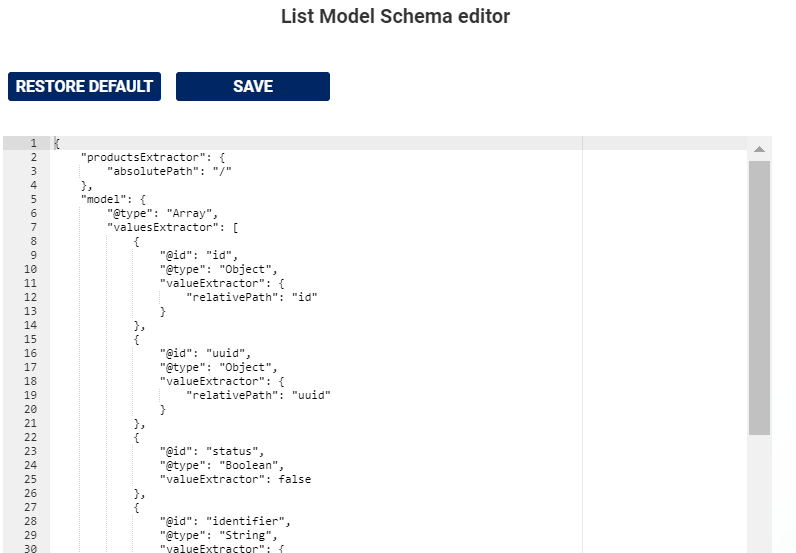 List Model Schema editor
RESTORE DEFAULT SAVE
1 {
2 "productsExtractor": {
3 "absolutePath": "/"
4 },
5 "model": {
6 "@type": "Array",
7 "valuesExtractor": [
8 {
9 "@id": "id",
10 "@type": "Object",
11 "valueExtractor": {
12 "relativePath": "id"
13 }
14 },
15 {
16 "@id": "uuid",
17 "@type": "Object",
18 "valueExtractor": {
19 "relativePath": "uuid"
20 }
21 },
22 {
23 "@id": "status",
24 "@type": "Boolean",
25 "valueExtractor": false
26 },
27 {
28 "@id": "identifier",
29 "@type": "String",
30 "valueExtractor": {